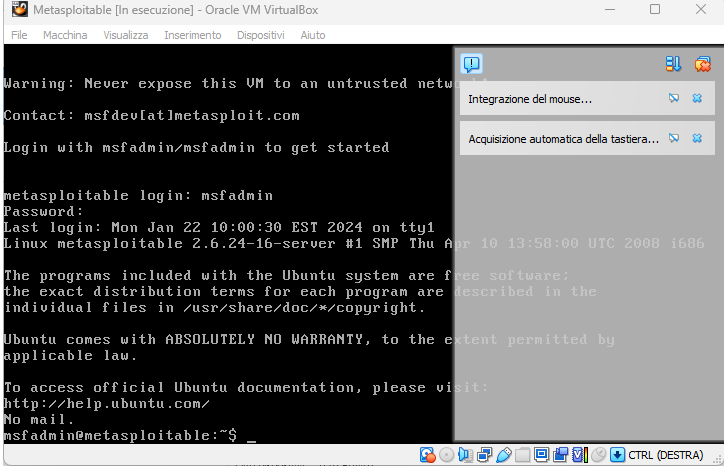 Metasploitable [In esecuzione] - Oracle VM VirtualBox
File Macchina Visualizza Inserimento Dispositivi Aiuto
Warning: Never expose this VM to an untrusted network!
Integrazione del mouse...
Contact: msfdev[at]metasploit.com
Acquisizione automatica della tastiera...
Login with msfadmin/msfadmin to get started
metasploitable login: msfadmin
Password:
Last login: Mon Jan 22 10:00:30 EST 2024 on tty1
Linux metasploitable 2.6.24-16-server #1 SMP Thu Apr 10 13:58:00 UTC 2008 i686
The programs included with the Ubuntu system are free software;
the exact distribution terms for each program are described in the
individual files in /usr/share/doc/*/copyright.
Ubuntu comes with ABSOLUTELY NO WARRANTY, to the extent permitted by
applicable law.
To access official Ubuntu documentation, please visit:
http://help.ubuntu.com/
No mail.
msfadmin@metasploitable:~$ _
CTRL (DESTRA)